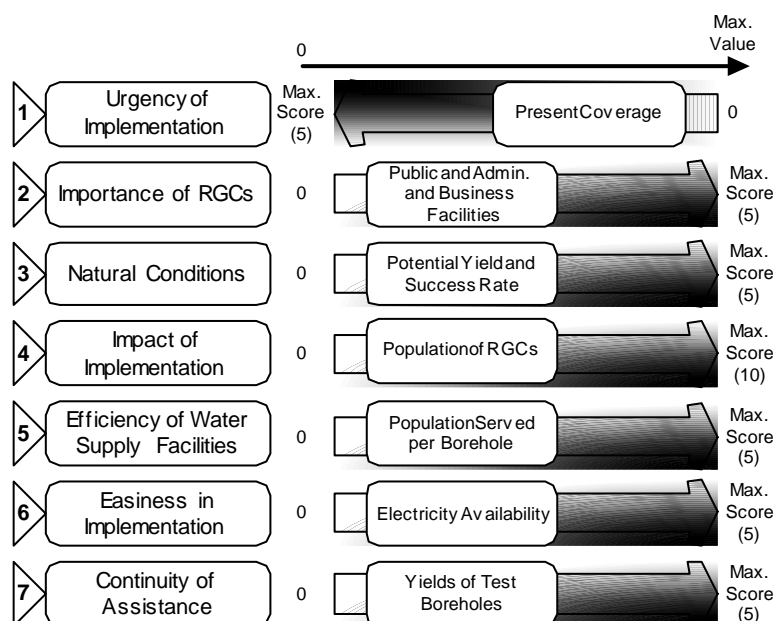 0
Max.
Value
1
Urgency of
Implementation
Max.
Score
(5)
Present Coverage
0
2
Importance of RGCs
0
Public and Admin.
and Business
Facilities
Max.
Score
(5)
3
Natural Conditions
0
Potential Yield and
Success Rate
Max.
Score
(5)
4
Impact of
Implementation
0
Population of RGCs
Max.
Score
(10)
5
Efficiency of Water
Supply Facilities
0
Population Served
per Borehole
Max.
Score
(5)
6
Easiness in
Implementation
0
Electricity Availability
Max.
Score
(5)
7
Continuity of
Assistance
0
Yields of Test
Boreholes
Max.
Score
(5)